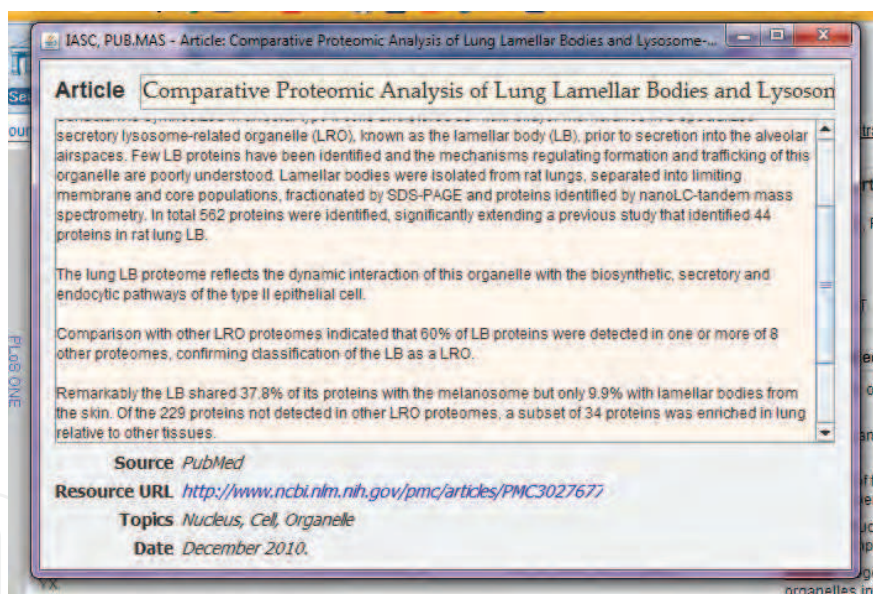 IASC, PUB.MAS - Article: Comparative Proteomic Analysis of Lung Lamellar Bodies and Lysosome-...
Article Comparative Proteomic Analysis of Lung Lamellar Bodies and Lysoson
secretory lysosome-related organelle (LRO), known as the lamellar body (LB), prior to secretion into the alveolar
airspaces. Few LB proteins have been identified and the mechanisms regulating formation and trafficking of this
organelle are poorly understood. Lamellar bodies were isolated from rat lungs, separated into limiting
membrane and core populations, fractionated by SDS-PAGE and proteins identified by nanoLC-tandem mass
spectrometry. In total 562 proteins were identified, significantly extending a previous study that identified 44
proteins in rat lung LB.
The lung LB proteome reflects the dynamic interaction of this organelle with the biosynthetic, secretory and
endocytic pathways of the type II epithelial cell.
Comparison with other LRO proteomes indicated that 60% of LB proteins were detected in one or more of 8
other proteomes, confirming classification of the LB as a LRO.
Remarkably the LB shared 37.8% of its proteins with the melanosome but only 9.9% with lamellar bodies from
the skin. Of the 229 proteins not detected in other LRO proteomes, a subset of 34 proteins was enriched in lung
relative to other tissues.
Source PubMed
Resource URL http://www.ncbi.nlm.nih.gov/pmc/articles/PMC3027677
Topics Nucleus, Cell, Organelle
Date December 2010.
PLoS ONE
YX
organelles in